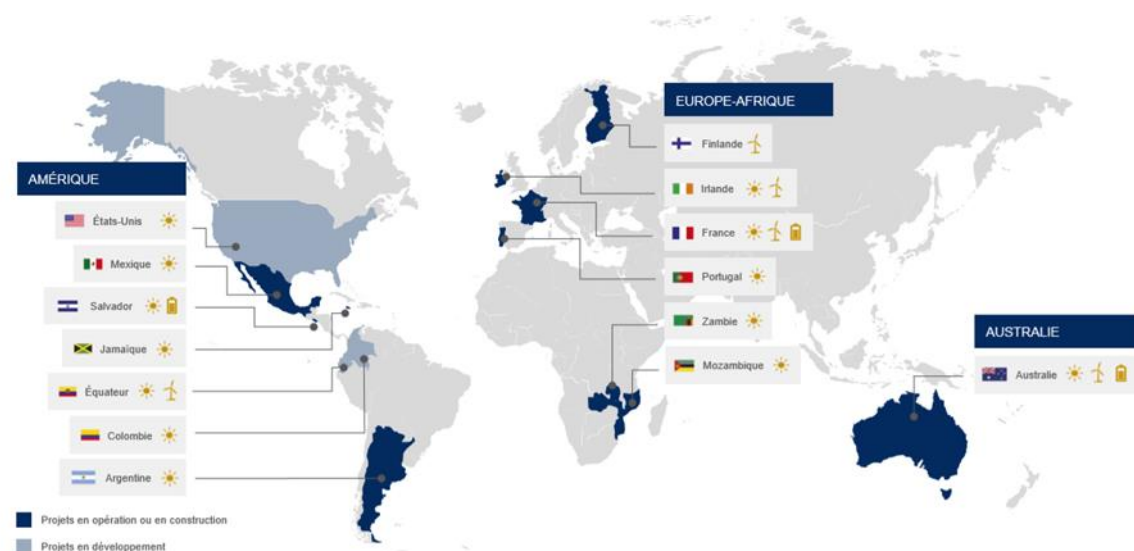 AMÉRIQUE
États-Unis
Mexique
Salvador
Jamaïque
Équateur
Colombie
Argentine
Projets en opération ou en construction
Projets en développement
EUROPE-AFRIQUE
Finlande
Irlande
France
Portugal
Zambie
Mozambique
AUSTRALIE
Australie